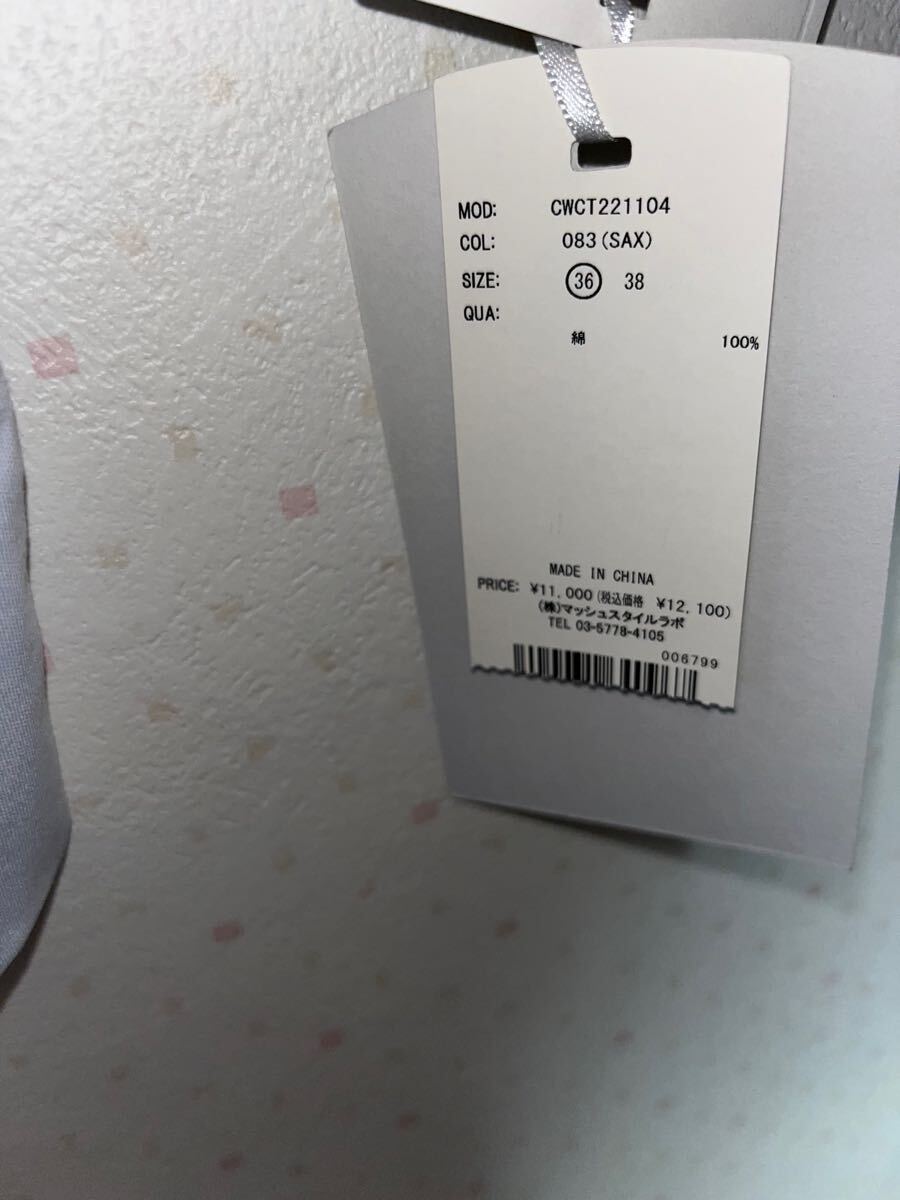 MOD: CWCT221104
COL: 083(SAX)
SIZE: 36 38
QUA:
綿 100%
MADE IN CHINA
PRICE: ¥11,000(税込価格 ¥12,100)
(株)マッシュスタイルラボ
TEL 03-5778-4105
006799